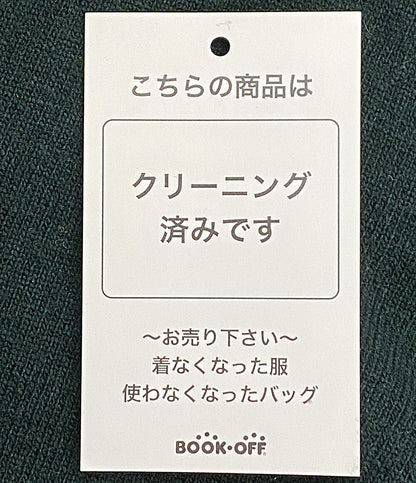 こちらの商品は
クリーニング
済みです
～お売り下さい～
着なくなった服
使わなくなったバッグ
BOOK·OFF